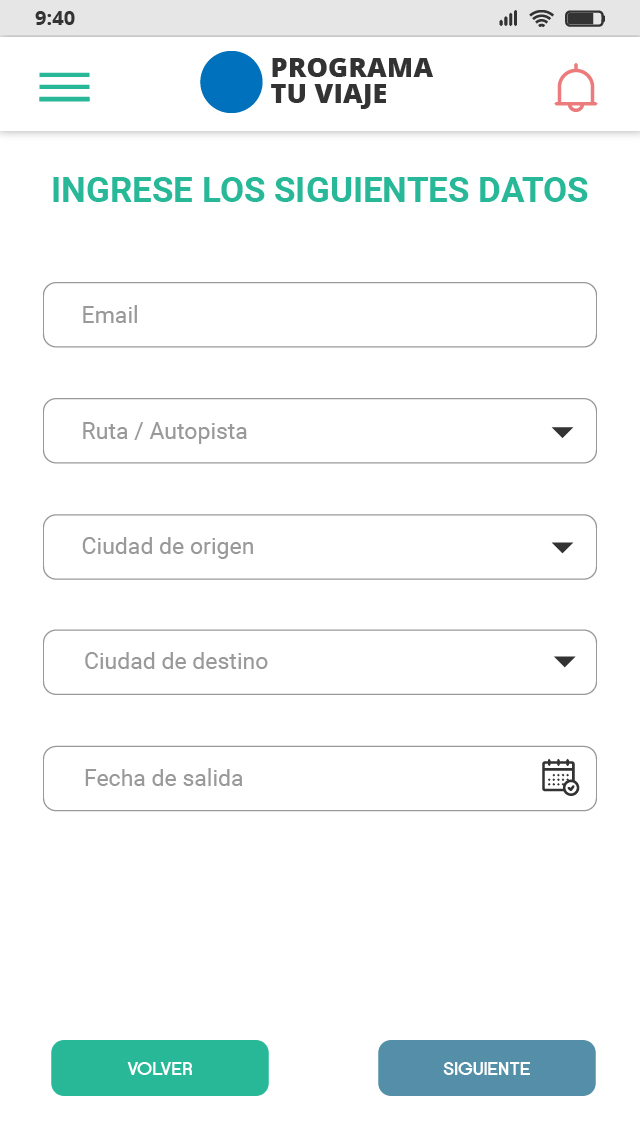 9:40
PROGRAMA
TU VIAJE
INGRESE LOS SIGUIENTES DATOS
Email
Ruta / Autopista
Ciudad de origen
Ciudad de destino
Fecha de salida
VOLVER
SIGUIENTE